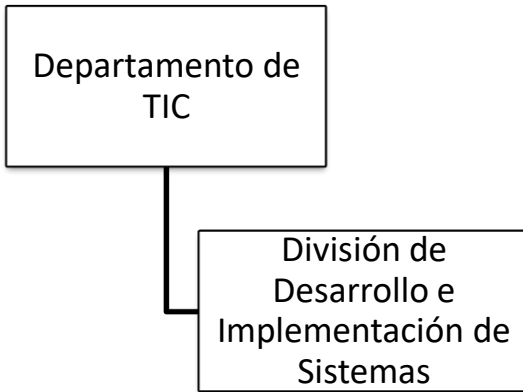 Departamento de
TIC
División de
Desarrollo e
Implementación de
Sistemas